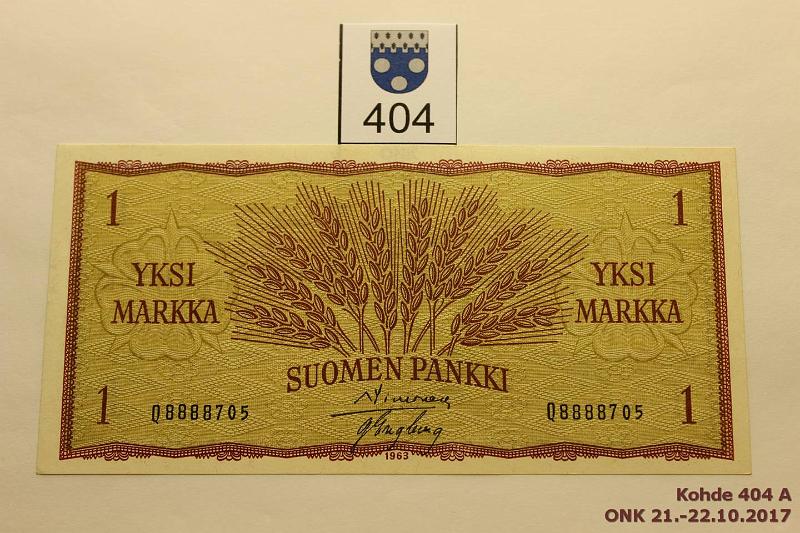 404
1 1
YKSI YKSI
MARKKA MARKKA
SUOMEN PANKKI
1 1
Q8888705 Q8888705
1963
Kohde 404 A
ONK 21.-22.10.2017